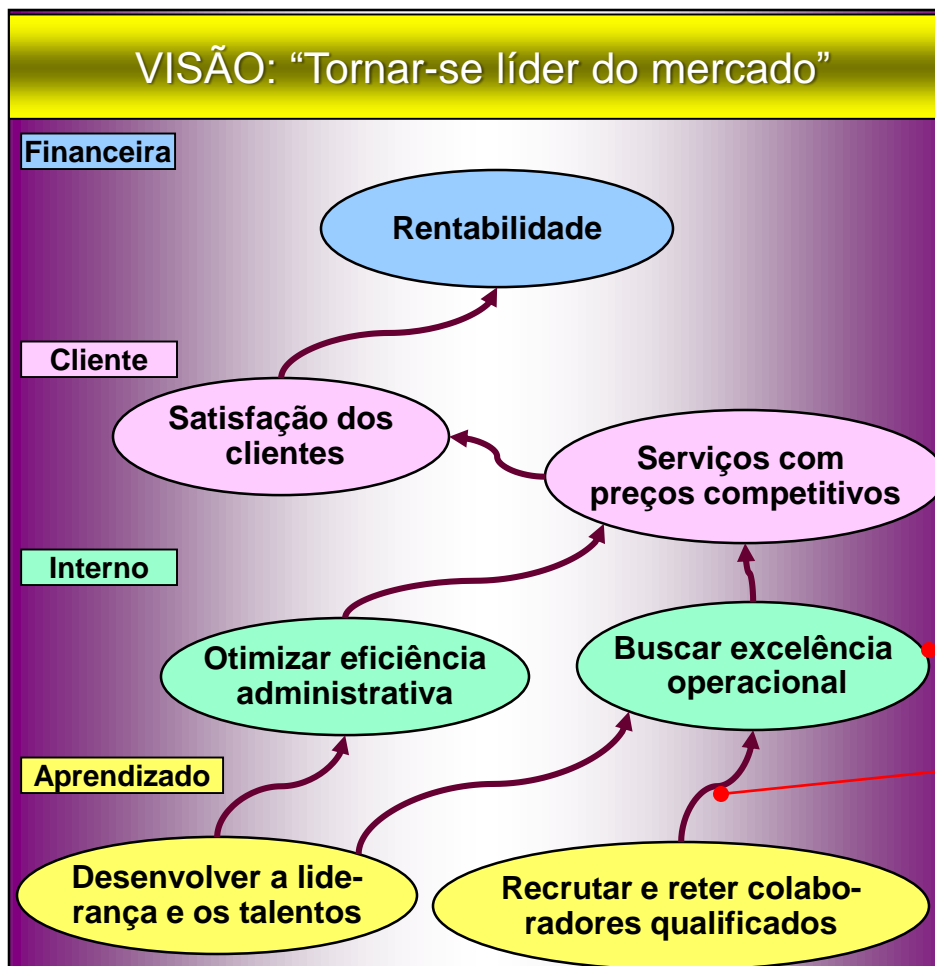 VISÃO: “Tornar-se líder do mercado”
Financeira
Rentabilidade
Cliente
Satisfação dos
clientes
Serviços com
preços competitivos
Interno
Otimizar eficiência
administrativa
Buscar excelência
operacional
Aprendizado
Desenvolver a lide-
rança e os talentos
Recrutar e reter colabo-
radores qualificados